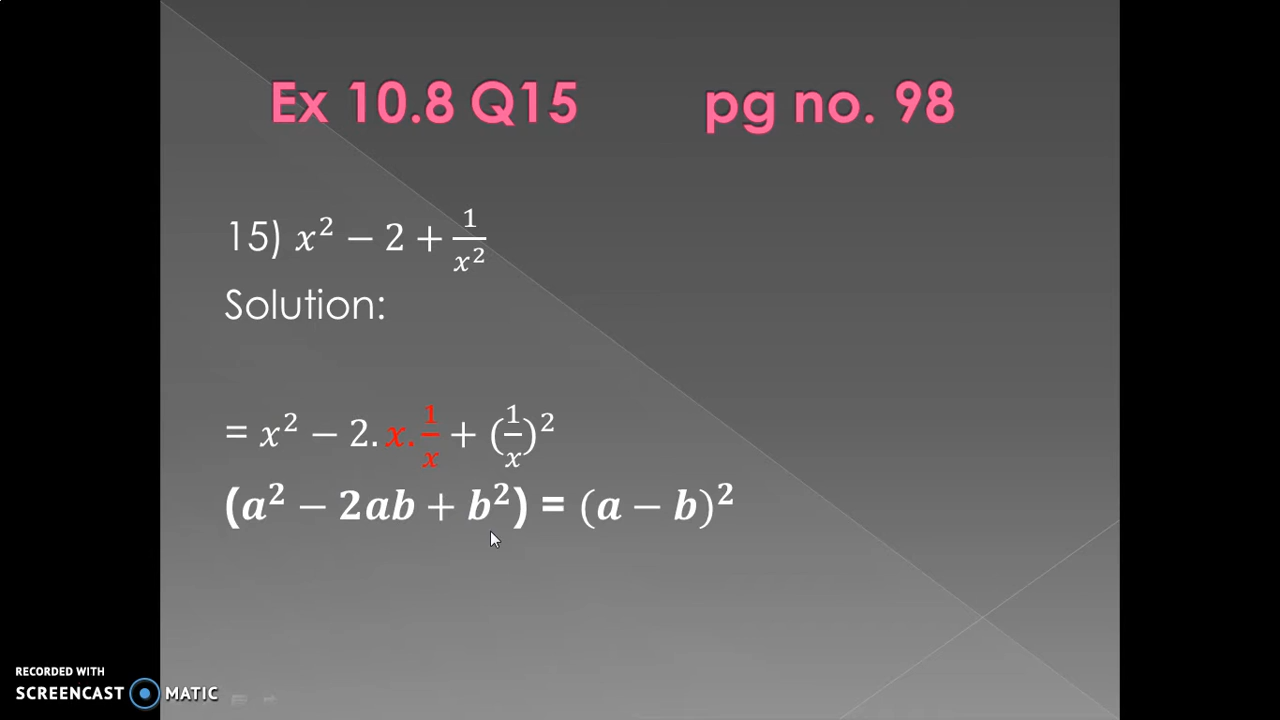 Ex 10.8 Q15 pg no. 98
15) x² − 2 + 1/x²
Solution:
= x² − 2. x. 1/x + (1/x)²
(a² − 2ab + b²) = (a − b)²
RECORDED WITH
SCREENCAST MATIC